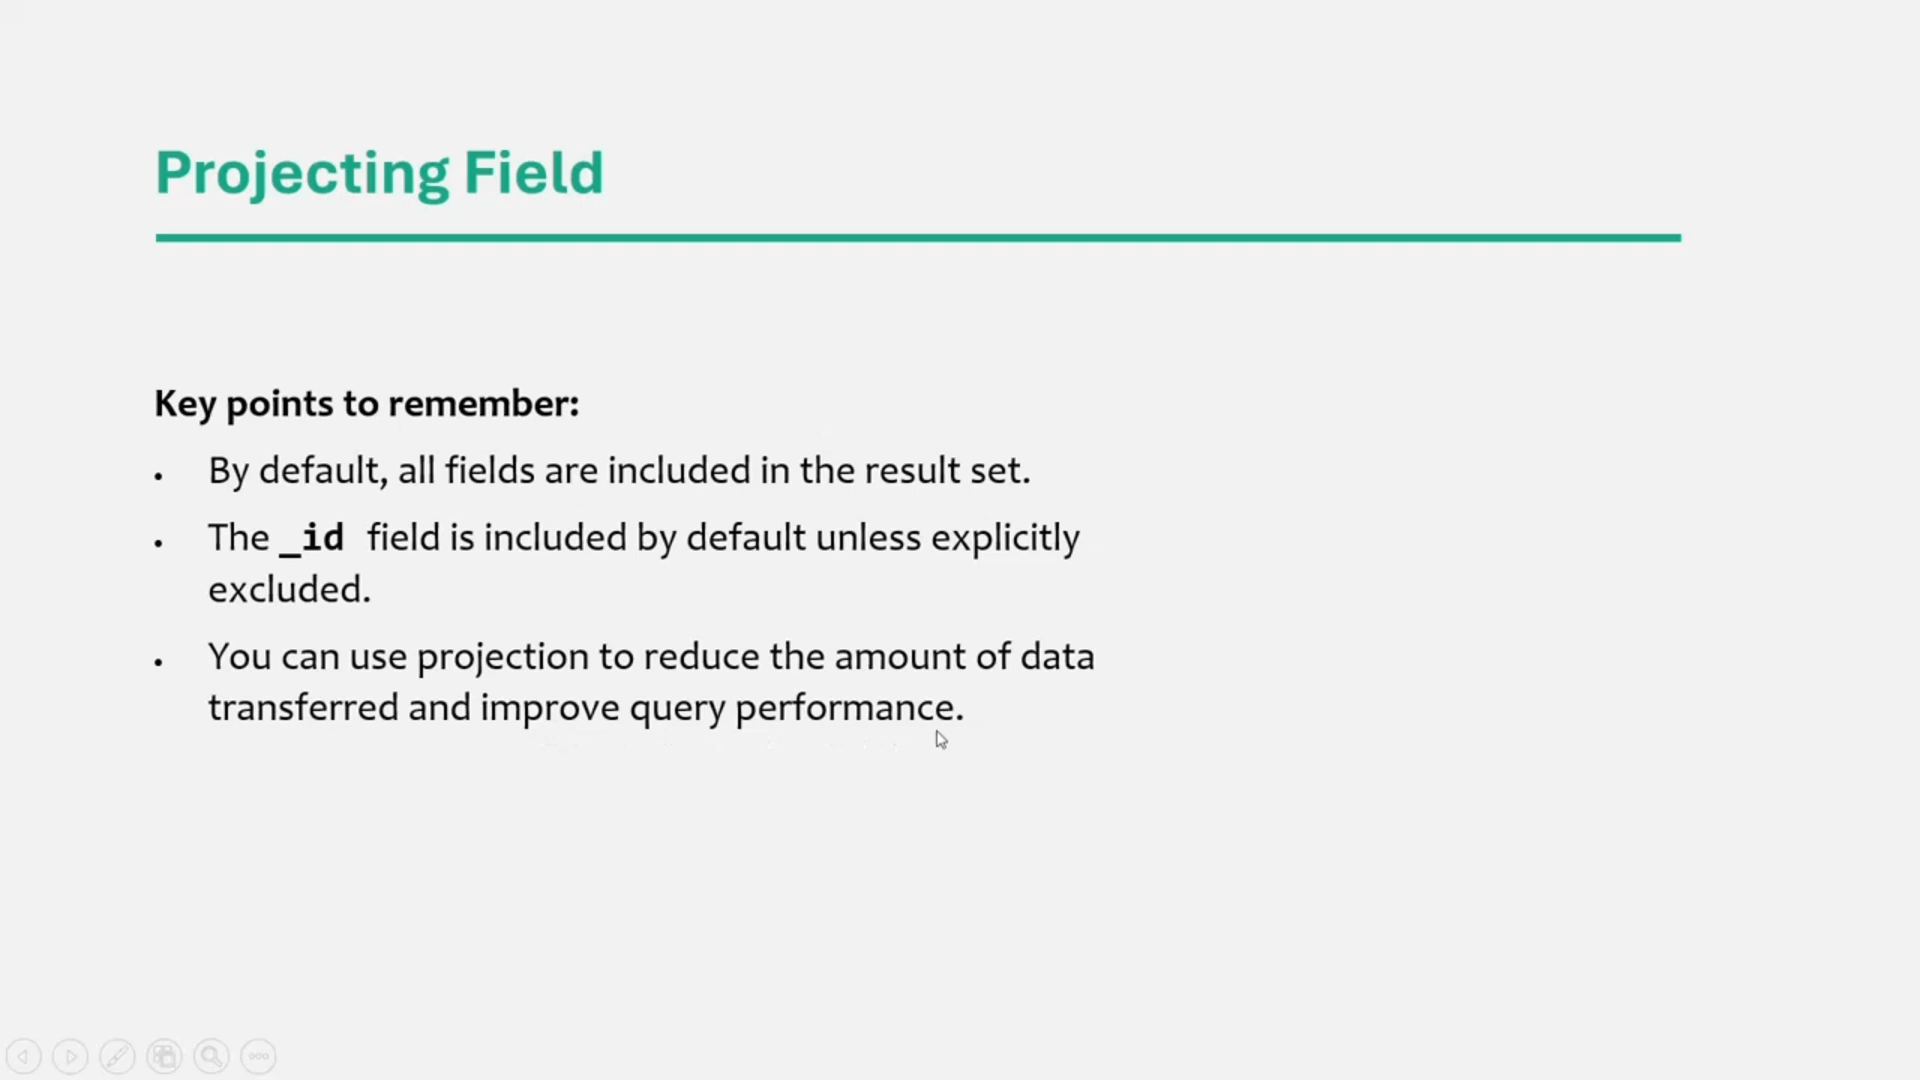 Projecting Field
Key points to remember:
• By default, all fields are included in the result set.
• The _id field is included by default unless explicitly
excluded.
• You can use projection to reduce the amount of data
transferred and improve query performance.